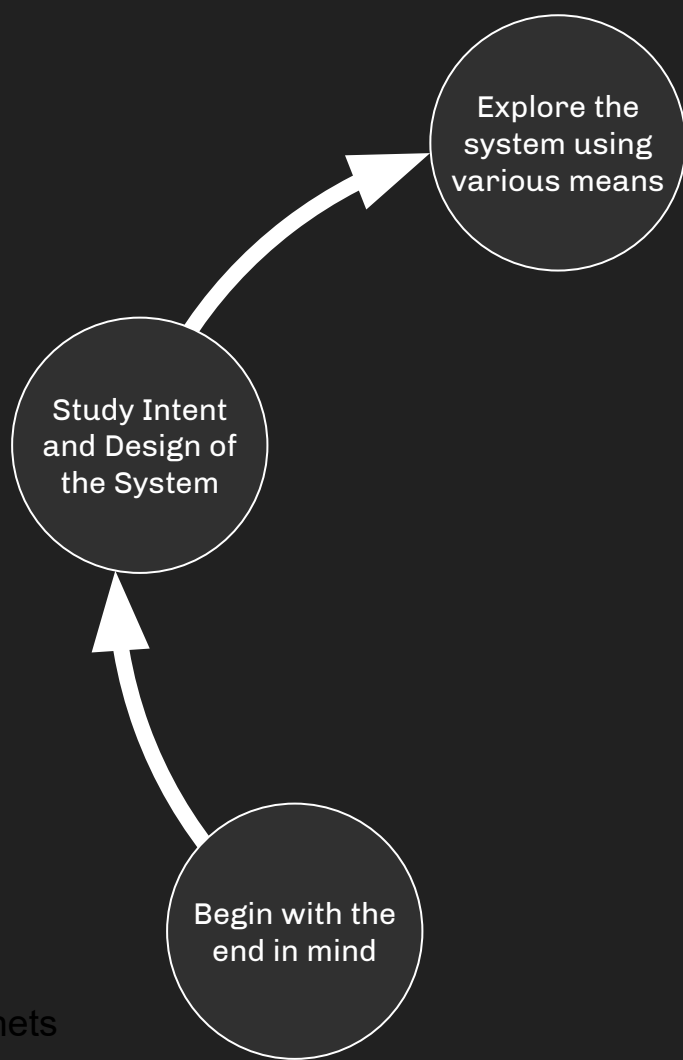 Explore the
system using
various means
Study Intent
and Design of
the System
Begin with the
end in mind
nets